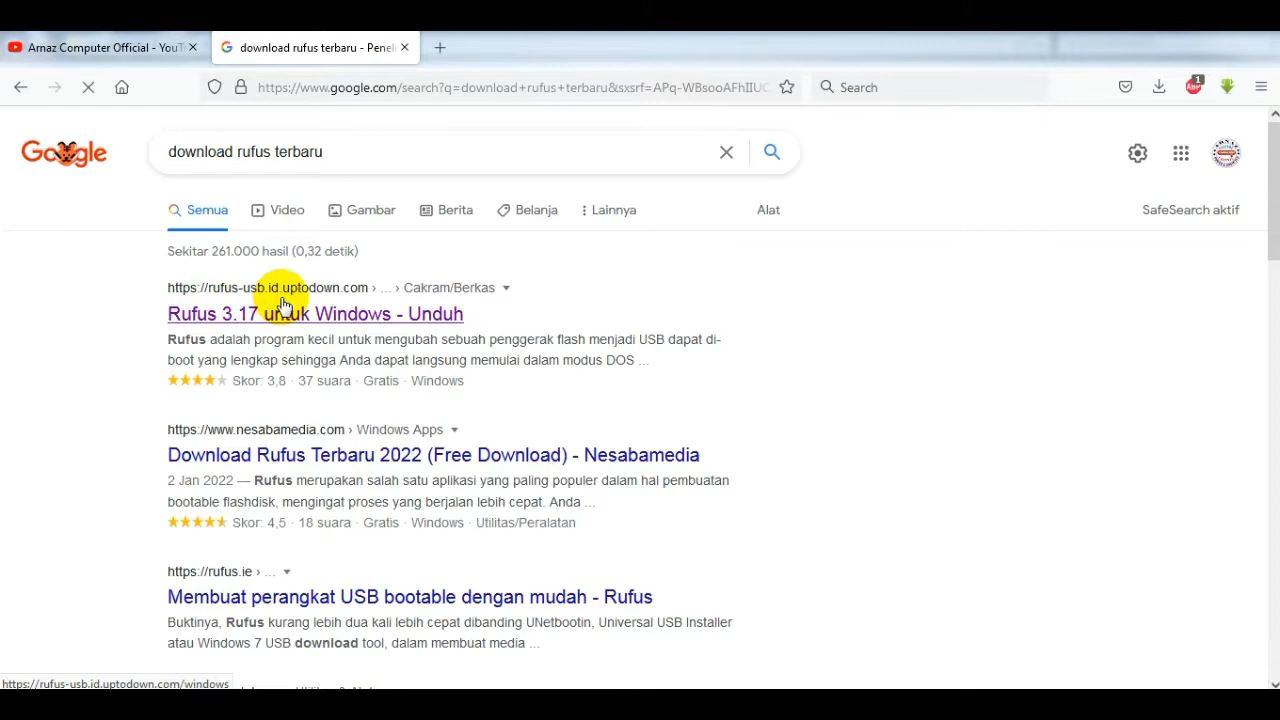 Arnaz Computer Official - YouT
download rufus terbaru - Penel
https://www.google.com/search?q=download+rufus+terbaru&sxsrf=APq-WBsooAFhIIUC
Search
1
Google
download rufus terbaru
Semua
Video
Gambar
Berita
Belanja
Lainnya
Alat
SafeSearch aktif
Sekitar 261.000 hasil (0,32 detik)
https://rufus-usb.id.uptodown.com › ... › Cakram/Berkas
Rufus 3.17 untuk Windows - Unduh
Rufus adalah program kecil untuk mengubah sebuah penggerak flash menjadi USB dapat di-
boot yang lengkap sehingga Anda dapat langsung memulai dalam modus DOS ...
Skor: 3,8 · 37 suara · Gratis · Windows
https://www.nesabamedia.com › Windows Apps
Download Rufus Terbaru 2022 (Free Download) - Nesabamedia
2 Jan 2022 — Rufus merupakan salah satu aplikasi yang paling populer dalam hal pembuatan
bootable flashdisk, mengingat proses yang berjalan lebih cepat. Anda ...
Skor: 4,5 · 18 suara · Gratis · Windows · Utilitas/Peralatan
https://rufus.ie › ...
Membuat perangkat USB bootable dengan mudah - Rufus
Buktinya, Rufus kurang lebih dua kali lebih cepat dibanding UNetbootin, Universal USB Installer
atau Windows 7 USB download tool, dalam membuat media ...
https://rufus-usb.id.uptodown.com/windows